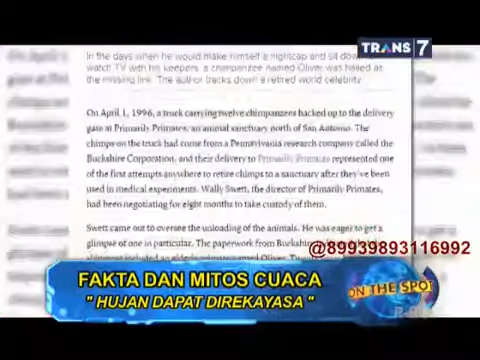 TRANS7
In the days when he would make himself a nightcap and sit down
watch TV with his keepers, a chimpanzee named Oliver was hailed as
the missing link. The author tracks down a retired world celebrity.
On April 1, 1996, a truck carrying twelve chimpanzees backed up to the delivery
gate at Primarily Primates, an animal sanctuary north of San Antonio. The
chimps on the truck had come from a Pennsylvania research company called the
Buckshire Corporation, and their delivery to Primarily Primates represented one
of the first attempts anywhere to retire chimps to a sanctuary after they've been
used in medical experiments. Wally Swett, the director of Primarily Primates,
had been negotiating for eight months to take custody of them.
Swett came out to oversee the unloading of the animals. He was eager to get a
glimpse of one in particular. The paperwork from Buckshire
@89939893116992
FAKTA DAN MITOS CUACA
" HUJAN DAPAT DIREKAYASA "
ON THE SPOT